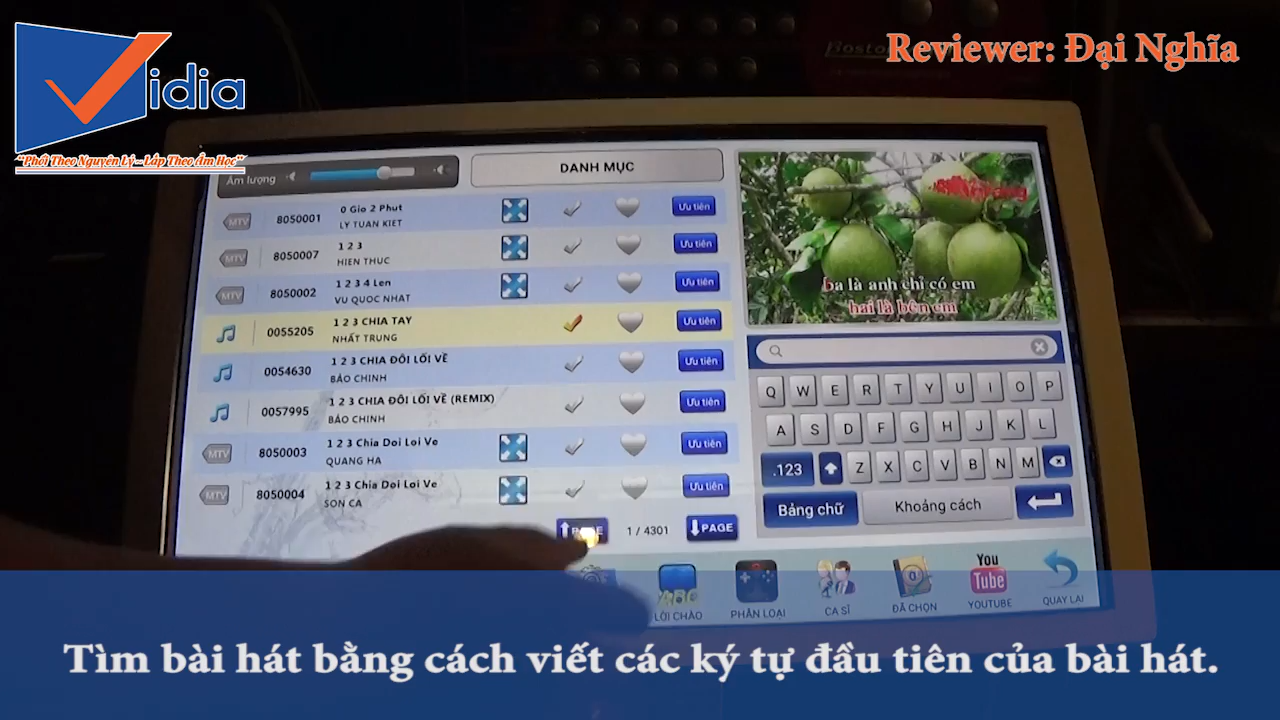 idia
"Phối Theo Nguyên Lý - Lắp Theo Âm Học"
Reviewer: Đại Nghĩa
Âm lượng
DANH MỤC
MTV 8050001 0 Gio 2 Phut Ưu tiên
LY TUAN KIET
MTV 8050007 1 2 3 Ưu tiên
HIEN THUC
MTV 8050002 1 2 3 4 Len Ưu tiên
VU QUOC NHAT
0055205 1 2 3 CHIA TAY Ưu tiên
NHẤT TRUNG
0054630 1 2 3 CHIA ĐÔI LỐI VỀ Ưu tiên
BẢO CHINH
0057995 1 2 3 CHIA ĐÔI LỐI VỀ (REMIX) Ưu tiên
BẢO CHINH
MTV 8050003 1 2 3 Chia Doi Loi Ve Ưu tiên
QUANG HA
MTV 8050004 1 2 3 Chia Doi Loi Ve Ưu tiên
SON CA
1 / 4301 PAGE
ba là anh chỉ có em
hai là bên em
Q W E R T Y U I O P
A S D F G H J K L
.123 Z X C V B N M
Bảng chữ Khoảng cách
ABC
LỜI CHÀO PHÂN LOẠI CA SĨ ĐÃ CHỌN You Tube YOUTUBE QUAY LẠI
Tìm bài hát bằng cách viết các ký tự đầu tiên của bài hát.